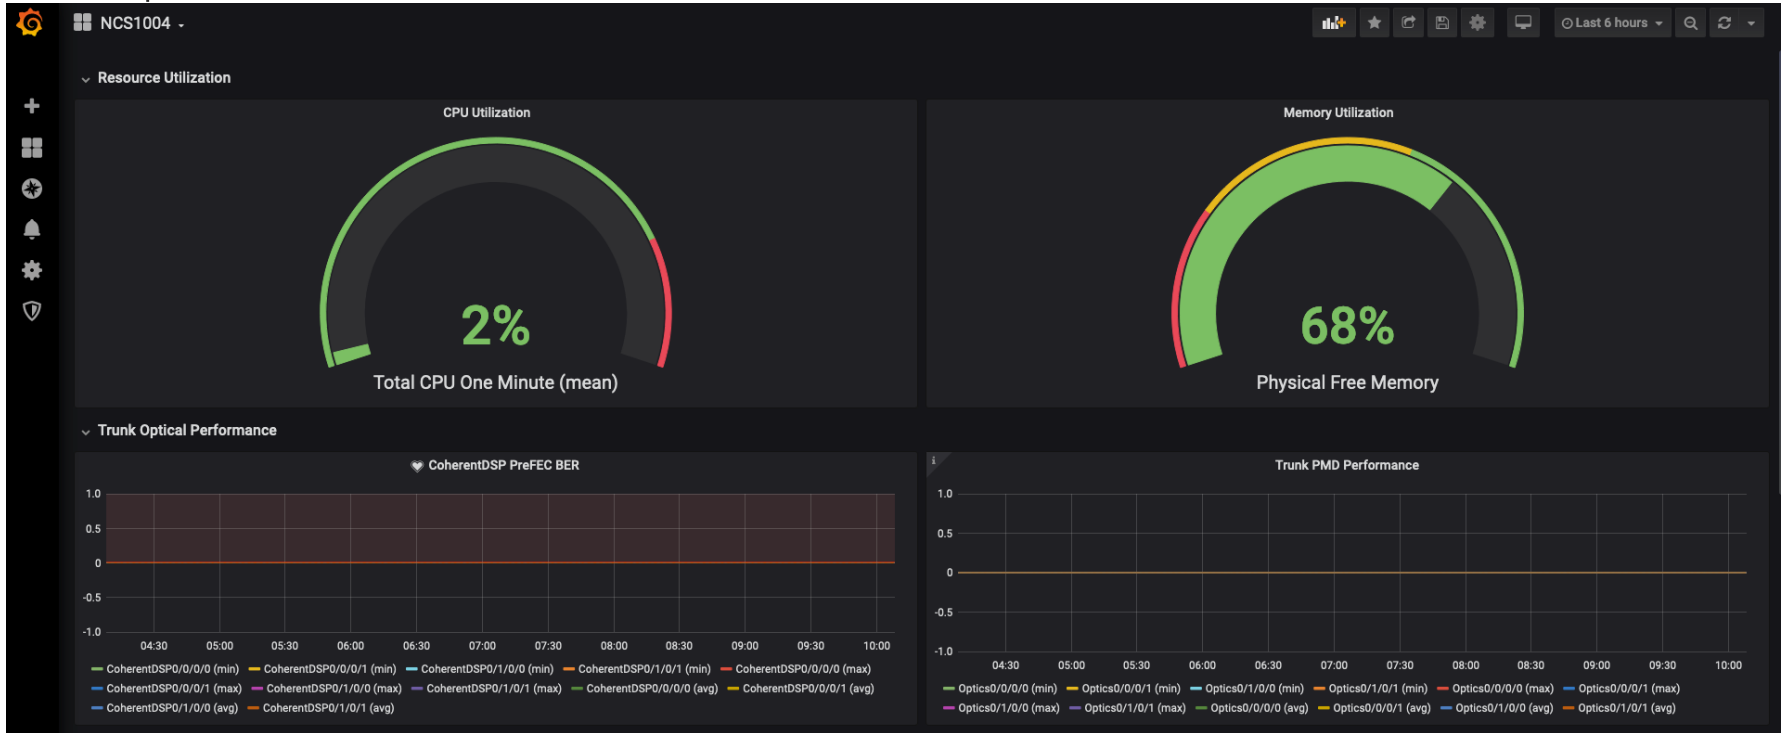 NCS1004
Last 6 hours
Resource Utilization
CPU Utilization
2%
Total CPU One Minute (mean)
Memory Utilization
68%
Physical Free Memory
Trunk Optical Performance
CoherentDSP PreFEC BER
1.0
0.5
0
-0.5
-1.0
04:30 05:00 05:30 06:00 06:30 07:00 07:30 08:00 08:30 09:00 09:30 10:00
CoherentDSP0/0/0/0 (min) CoherentDSP0/0/0/1 (min) CoherentDSP0/1/0/0 (min) CoherentDSP0/1/0/1 (min) CoherentDSP0/0/0/0 (max)
CoherentDSP0/0/0/1 (max) CoherentDSP0/1/0/0 (max) CoherentDSP0/1/0/1 (max) CoherentDSP0/0/0/0 (avg) CoherentDSP0/0/0/1 (avg)
CoherentDSP0/1/0/0 (avg) CoherentDSP0/1/0/1 (avg)
i
Trunk PMD Performance
1.0
0.5
0
-0.5
-1.0
04:30 05:00 05:30 06:00 06:30 07:00 07:30 08:00 08:30 09:00 09:30 10:00
Optics0/0/0/0 (min) Optics0/0/0/1 (min) Optics0/1/0/0 (min) Optics0/1/0/1 (min) Optics0/0/0/0 (max) Optics0/0/0/1 (max)
Optics0/1/0/0 (max) Optics0/1/0/1 (max) Optics0/0/0/0 (avg) Optics0/0/0/1 (avg) Optics0/1/0/0 (avg) Optics0/1/0/1 (avg)